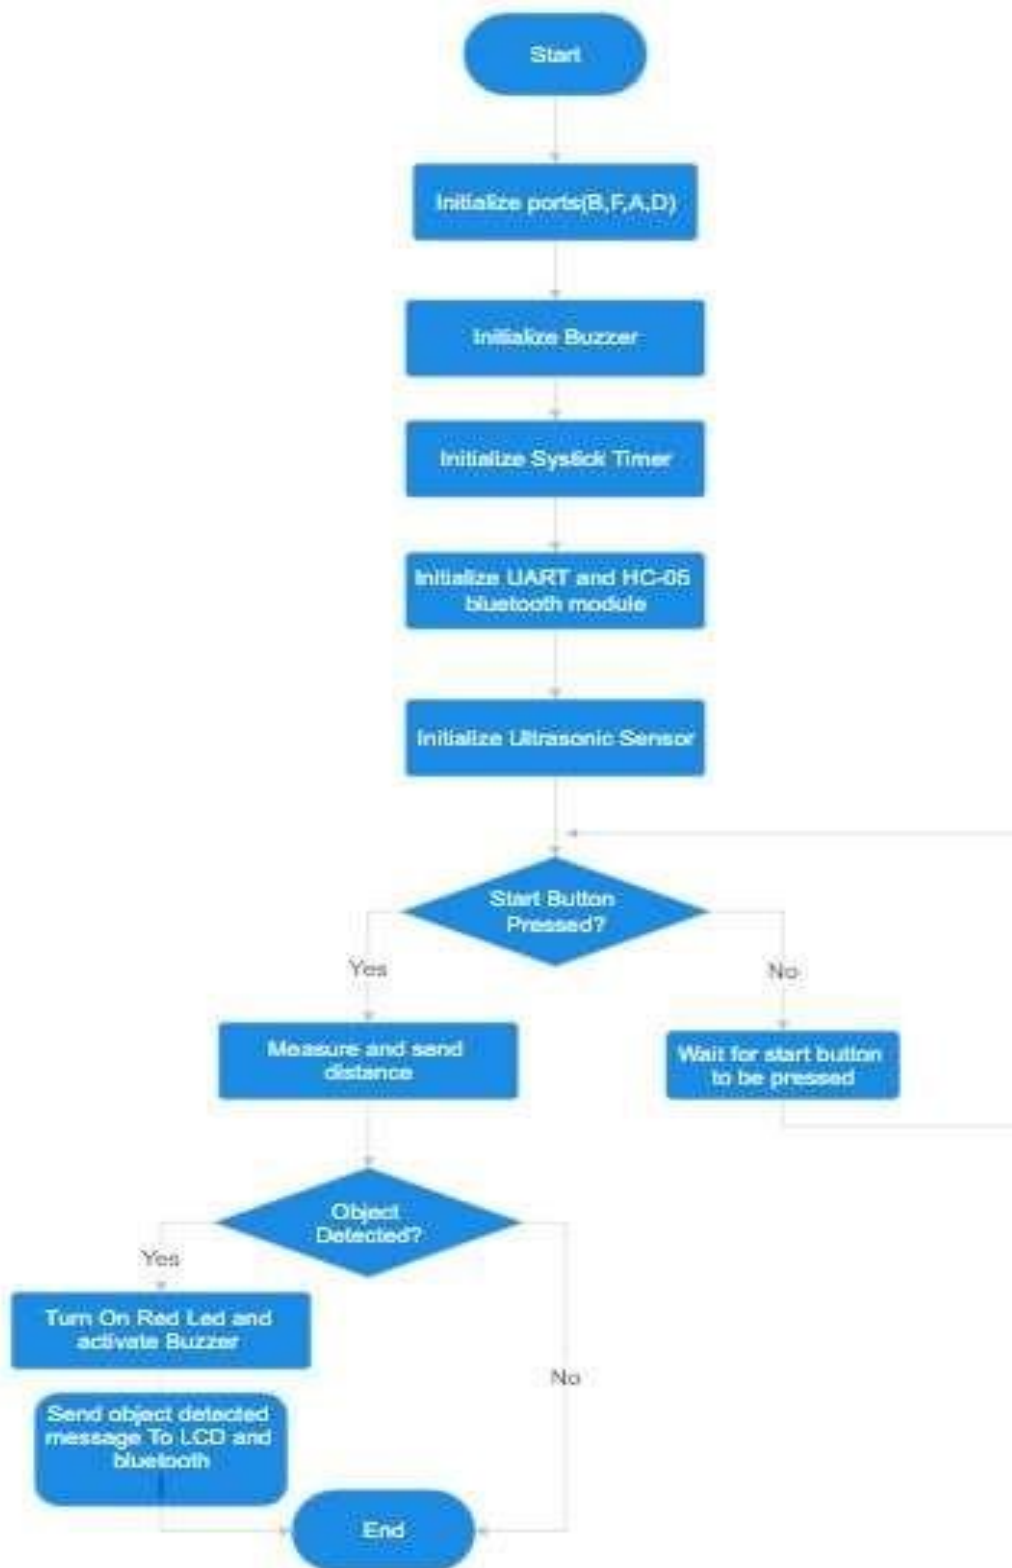 Start
Initialize ports(B,F,A,D)
Initialize Buzzer
Initialize Systick Timer
Initialize UART and HC-05
bluetooth module
Initialize Ultrasonic Sensor
Start Button
Pressed?
Yes
No
Measure and send
distance
Wait for start button
to be pressed
Object
Detected?
Yes
Turn On Red Led and
activate Buzzer
No
Send object detected
message To LCD and
bluetooth
End